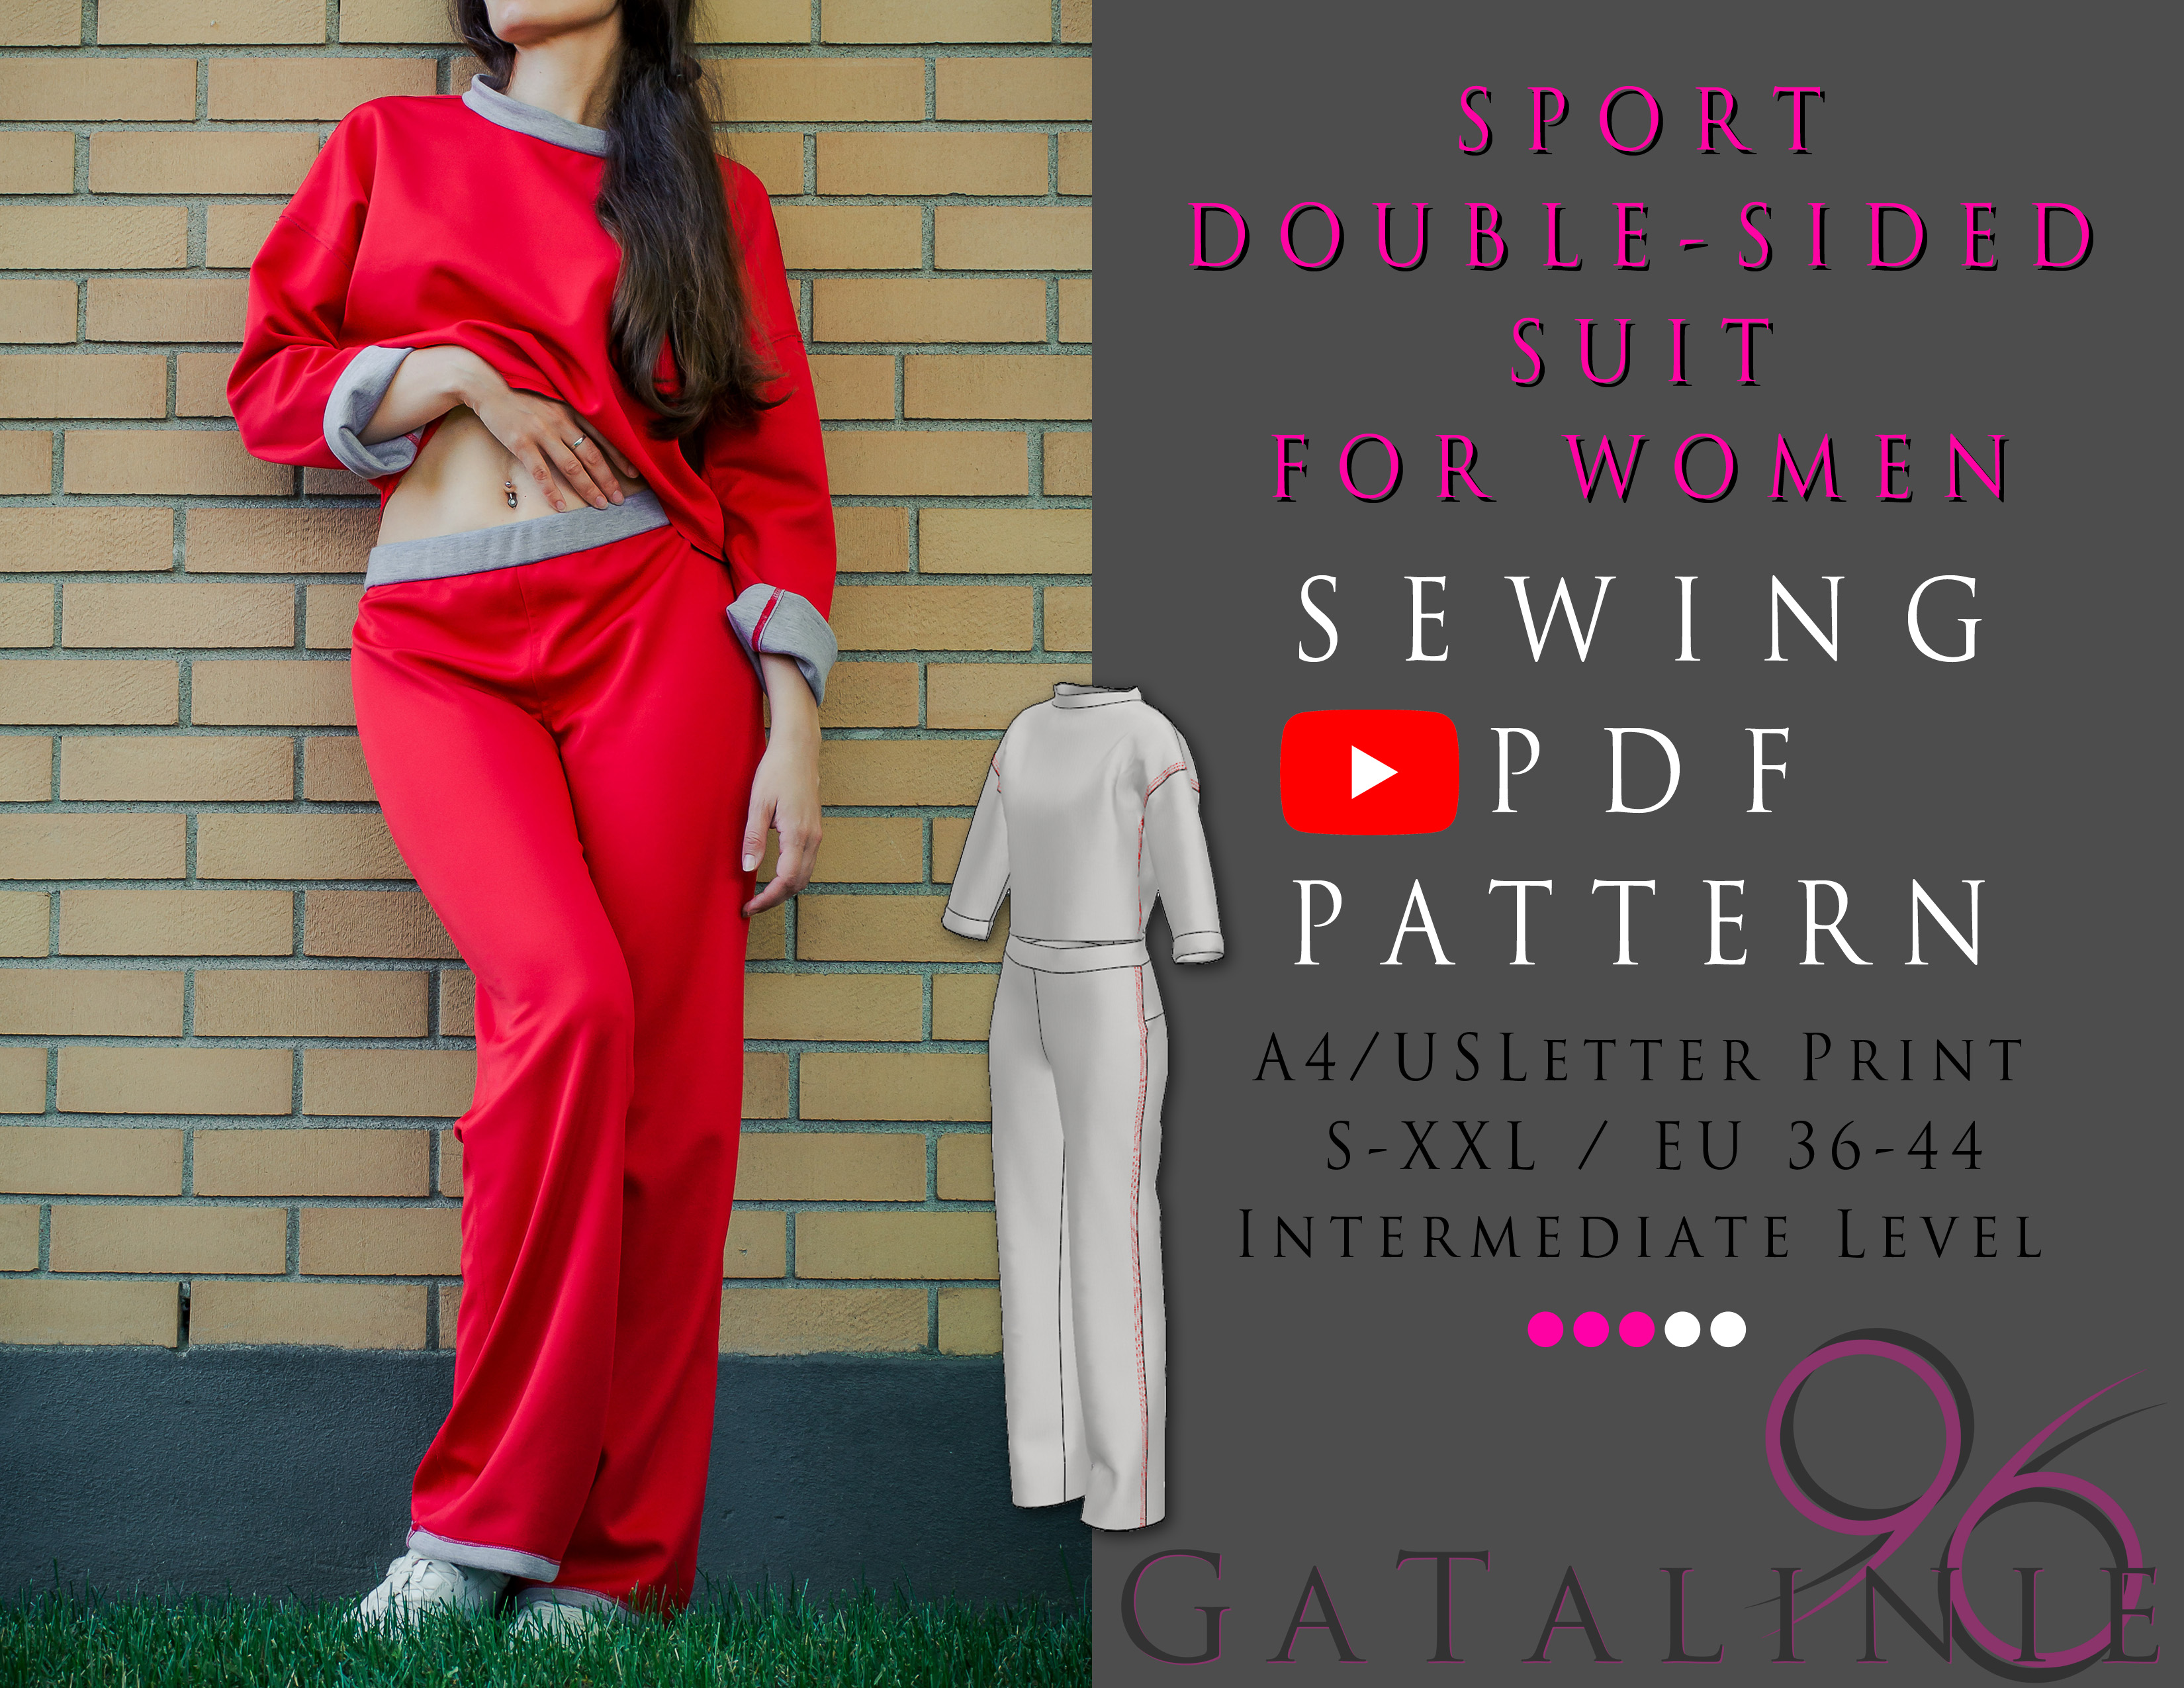 SPORT
DOUBLE-SIDED
SUIT
FOR WOMEN
SEWING
PDF
PATTERN
A4/USLETTER PRINT
S-XXL / EU 36-44
INTERMEDIATE LEVEL
96
GATALINLE